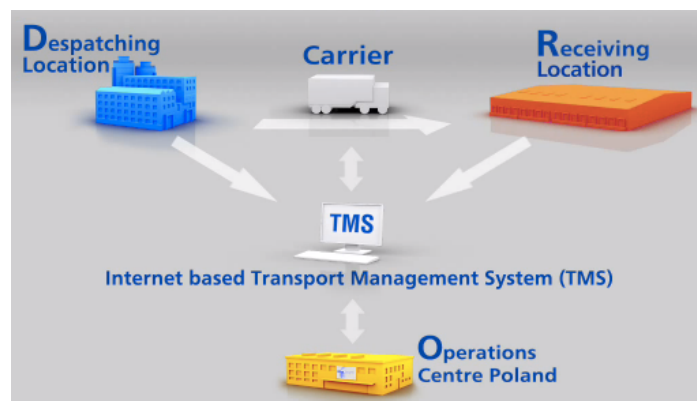 Despatching
Location
Carrier
Receiving
Location
TMS
Internet based Transport Management System (TMS)
Operations
Centre Poland